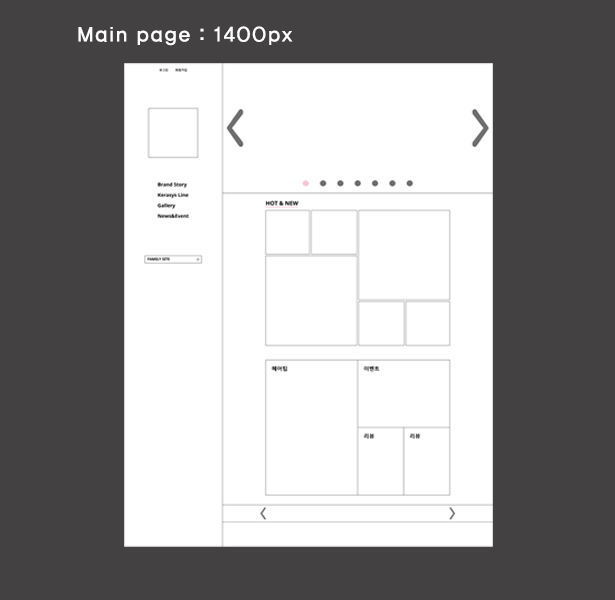 Main page : 1400px
로그인 회원가입
Brand Story
Kerasys Line
Gallery
News&Event
FAMILY SITE
HOT & NEW
헤어팁
이벤트
리뷰 리뷰